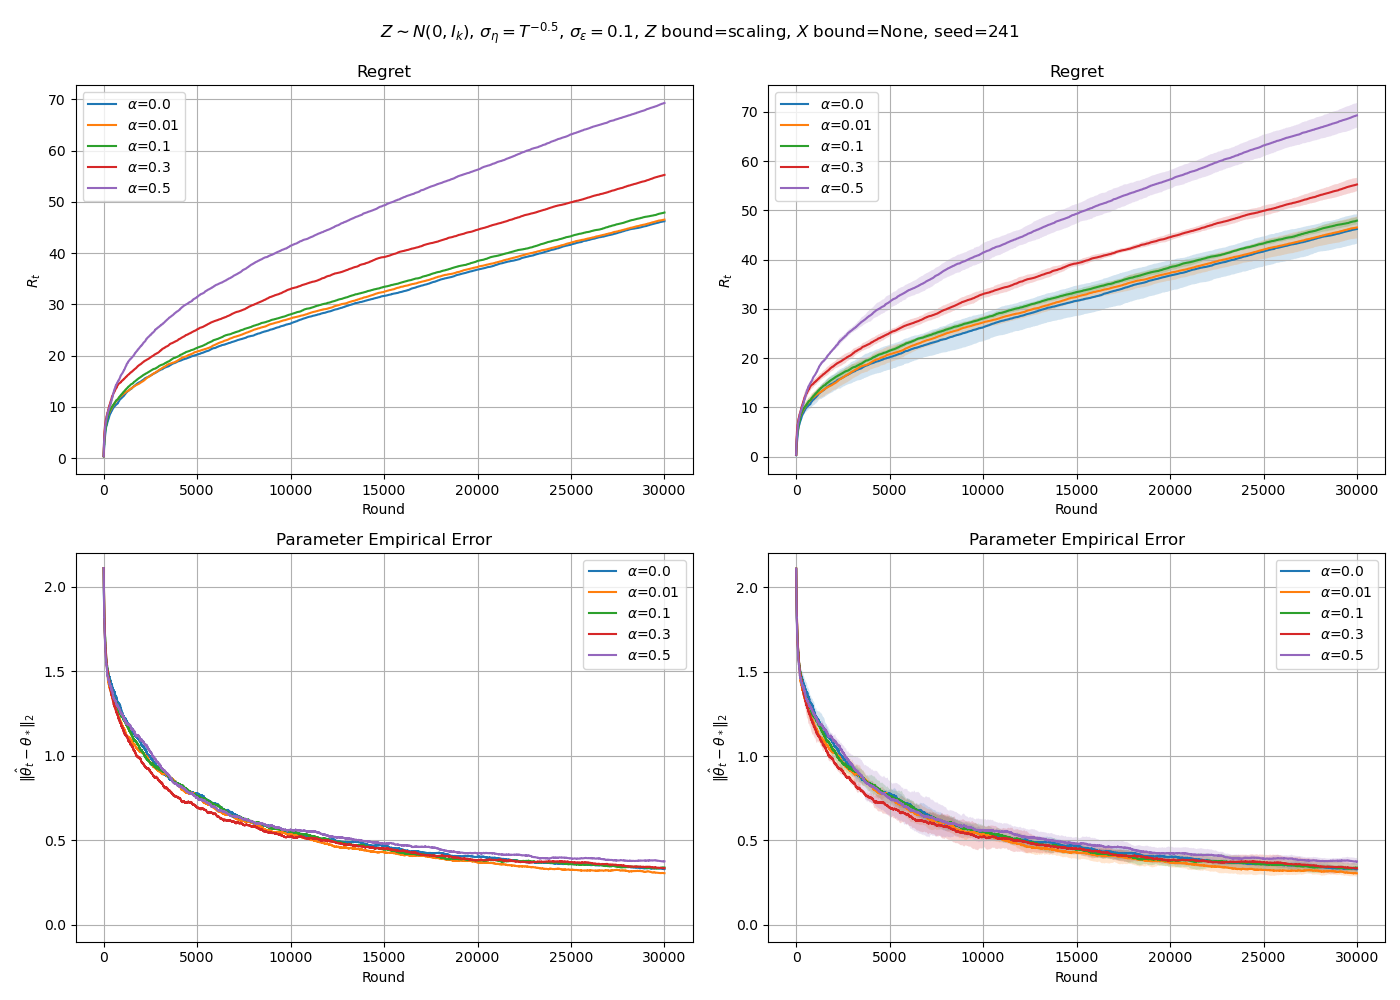 Z ∼ N(0, I_k), σ_η = T^{−0.5}, σ_ε = 0.1, Z bound=scaling, X bound=None, seed=241
Regret
70
60
50
40
30
20
10
0
R_t
α=0.0
α=0.01
α=0.1
α=0.3
α=0.5
0 5000 10000 15000 20000 25000 30000
Round
Regret
70
60
50
40
30
20
10
0
R_t
α=0.0
α=0.01
α=0.1
α=0.3
α=0.5
0 5000 10000 15000 20000 25000 30000
Round
Parameter Empirical Error
2.0
1.5
1.0
0.5
0.0
‖θ̂_t − θ_*‖_2
α=0.0
α=0.01
α=0.1
α=0.3
α=0.5
0 5000 10000 15000 20000 25000 30000
Round
Parameter Empirical Error
2.0
1.5
1.0
0.5
0.0
‖θ̂_t − θ_*‖_2
α=0.0
α=0.01
α=0.1
α=0.3
α=0.5
0 5000 10000 15000 20000 25000 30000
Round